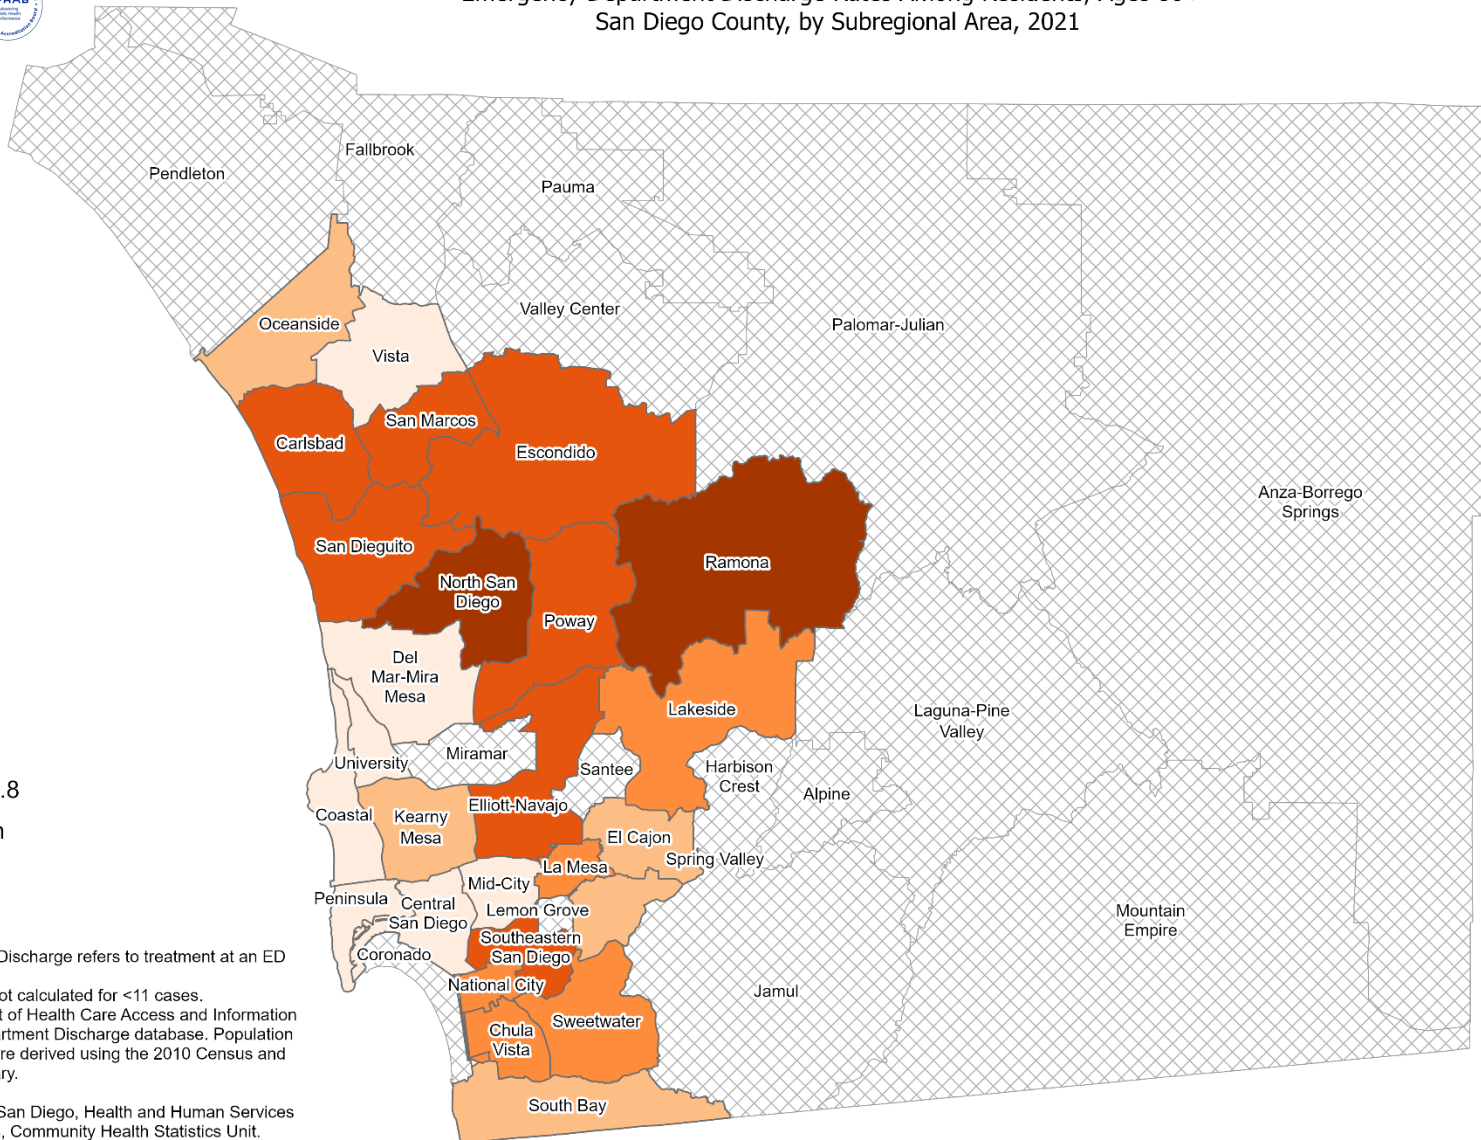 San Diego County, by Subregional Area, 2021
Fallbrook
Pendleton
Pauma
Valley Center
Oceanside
Palomar-Julian
Vista
San Marcos
Carlsbad
Escondido
Anza-Borrego
Springs
San Dieguito
Ramona
North San
Diego
Poway
Del
Mar-Mira
Mesa
Lakeside
Laguna-Pine
Valley
Miramar
University
Santee
Harbison
Crest
.8
Alpine
Elliott-Navajo
Coastal
Kearny
Mesa
El Cajon
Spring Valley
La Mesa
Mid-City
Peninsula
Central
San Diego
Lemon Grove
Mountain
Empire
Southeastern
San Diego
Coronado
Discharge refers to treatment at an ED
National City
Jamul
ot calculated for <11 cases.
t of Health Care Access and Information
Sweetwater
artment Discharge database. Population
Chula
Vista
re derived using the 2010 Census and
ry.
South Bay
San Diego, Health and Human Services
, Community Health Statistics Unit.